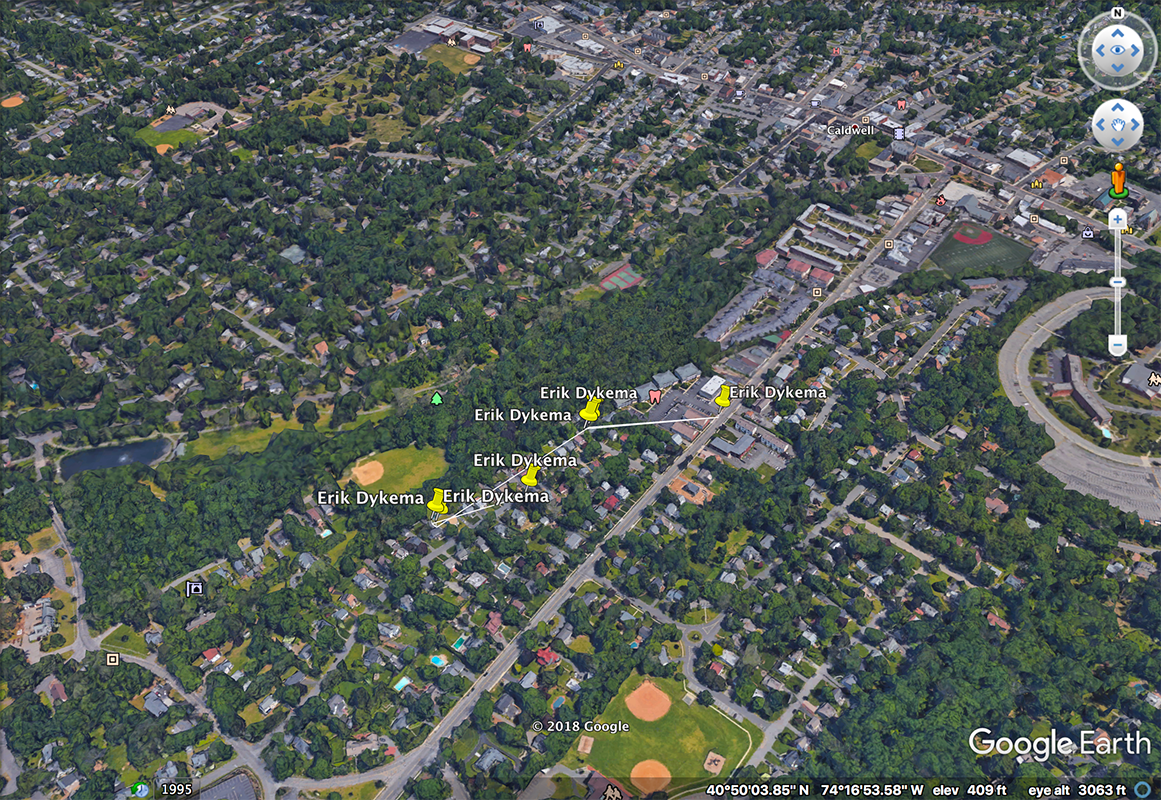 N
Caldwell
Erik Dykema
Erik Dykema
Erik Dykema
Erik Dykema
Erik Dykema
Erik Dykema
© 2018 Google
Google Earth
1995
40°50'03.85" N 74°16'53.58" W elev 409 ft eye alt 3063 ft